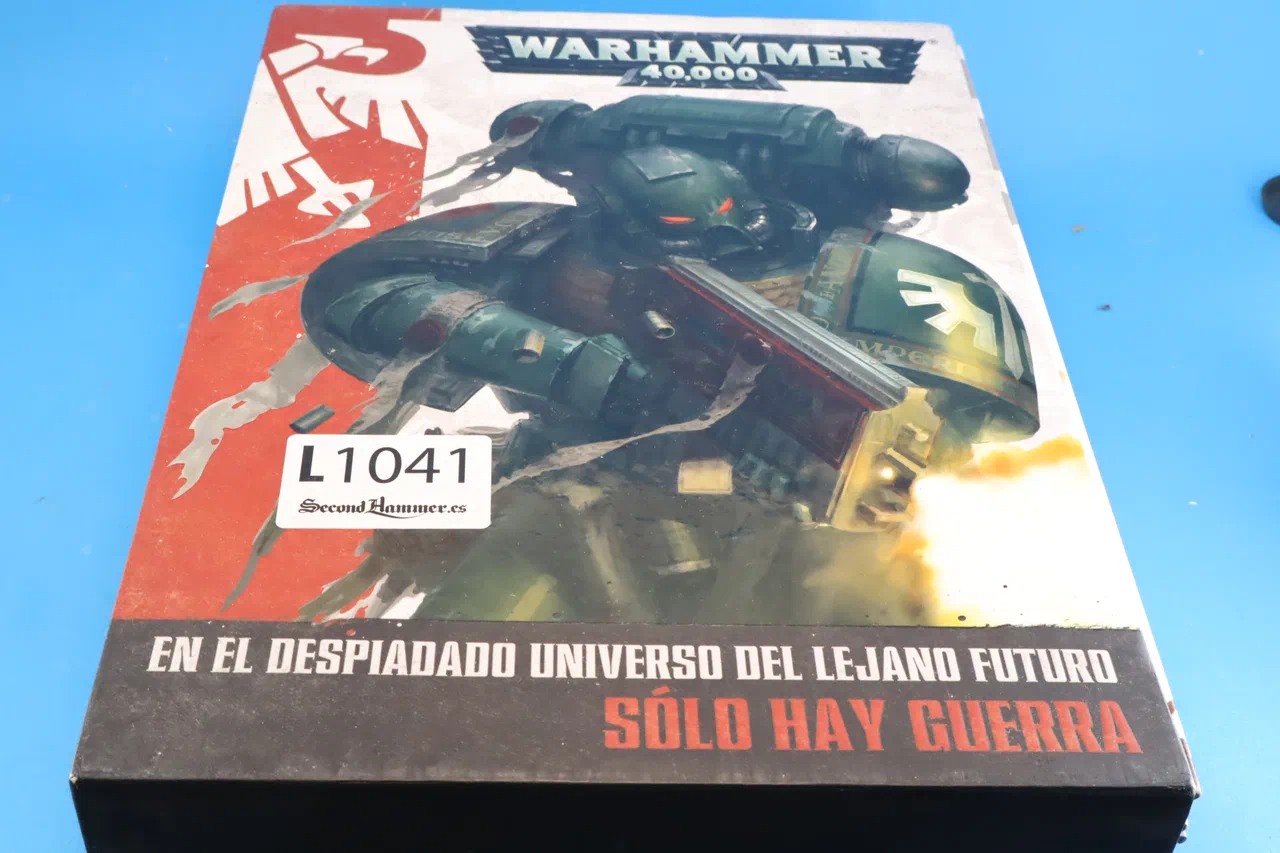 WARHAMMER®
40,000
L1041
SecondHammer.es
EN EL DESPIADADO UNIVERSO DEL LEJANO FUTURO
SÓLO HAY GUERRA